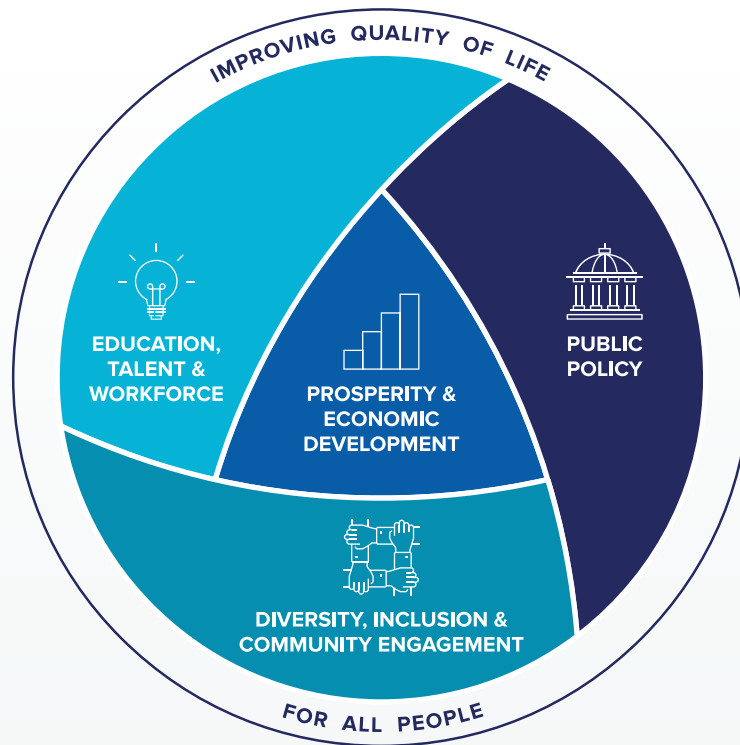 IMPROVING QUALITY OF LIFE
EDUCATION,
TALENT &
WORKFORCE
PROSPERITY &
ECONOMIC
DEVELOPMENT
PUBLIC
POLICY
DIVERSITY, INCLUSION &
COMMUNITY ENGAGEMENT
FOR ALL PEOPLE